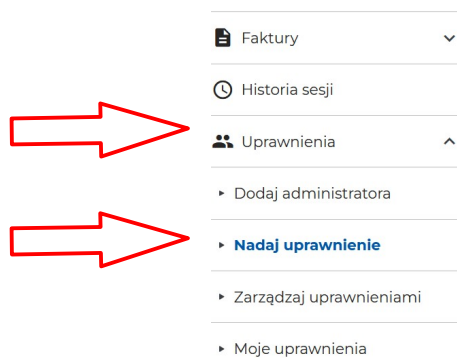 Faktury
Historia sesji
Uprawnienia
Dodaj administratora
Nadaj uprawnienie
Zarządzaj uprawnieniami
Moje uprawnienia